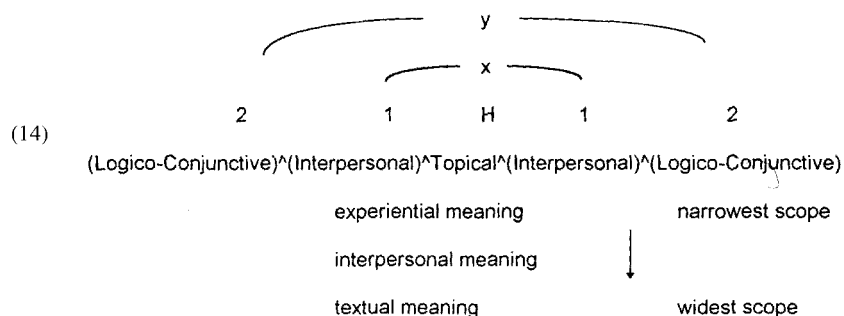 y
x
2 1 H 1 2
(14)
(Logico-Conjunctive)^(Interpersonal)^Topical^(Interpersonal)^(Logico-Conjunctive)
experiential meaning narrowest scope
interpersonal meaning
textual meaning widest scope